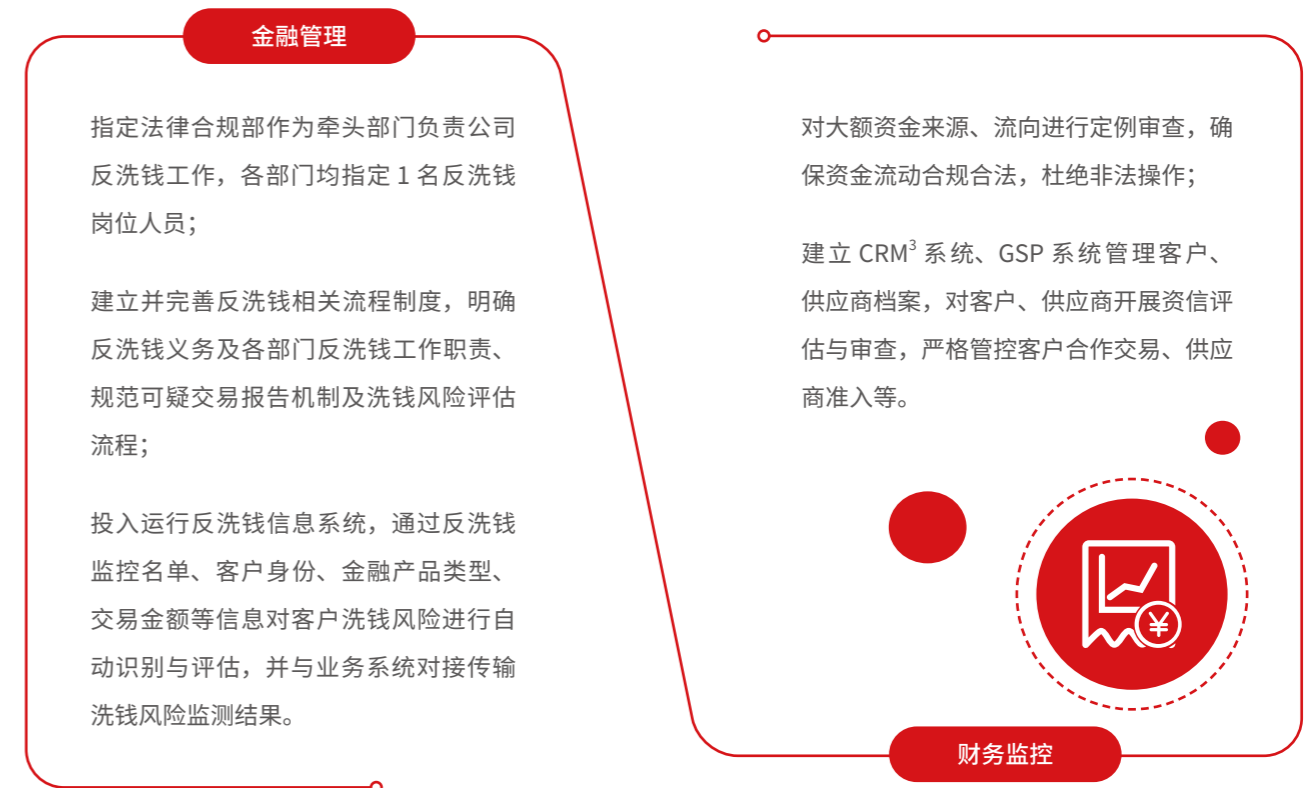 金融管理
指定法律合规部作为牵头部门负责公司
反洗钱工作，各部门均指定 1 名反洗钱
岗位人员；
建立并完善反洗钱相关流程制度，明确
反洗钱义务及各部门反洗钱工作职责、
规范可疑交易报告机制及洗钱风险评估
流程；
投入运行反洗钱信息系统，通过反洗钱
监控名单、客户身份、金融产品类型、
交易金额等信息对客户洗钱风险进行自
动识别与评估，并与业务系统对接传输
洗钱风险监测结果。
对大额资金来源、流向进行定例审查，确
保资金流动合规合法，杜绝非法操作；
建立 CRM³ 系统、GSP 系统管理客户、
供应商档案，对客户、供应商开展资信评
估与审查，严格管控客户合作交易、供应
商准入等。
¥
财务监控